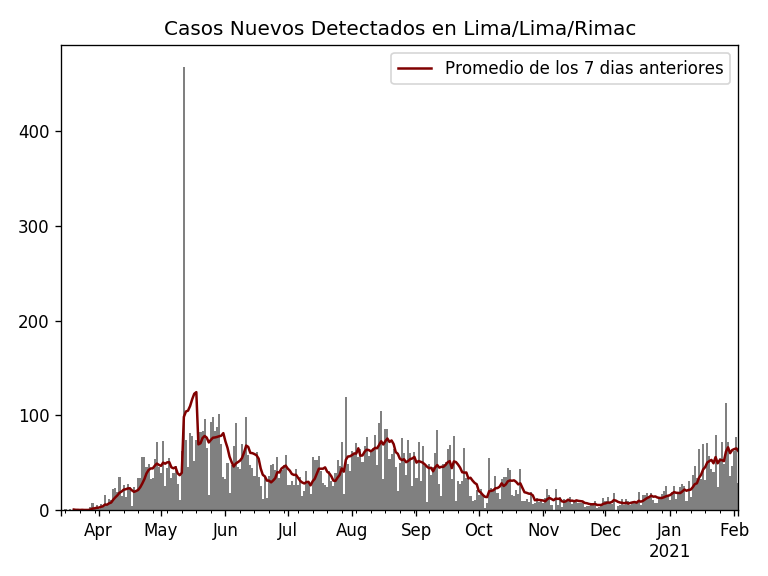 Casos Nuevos Detectados en Lima/Lima/Rimac
Promedio de los 7 dias anteriores
400
300
200
100
0
Apr May Jun Jul Aug Sep Oct Nov Dec Jan Feb
2021